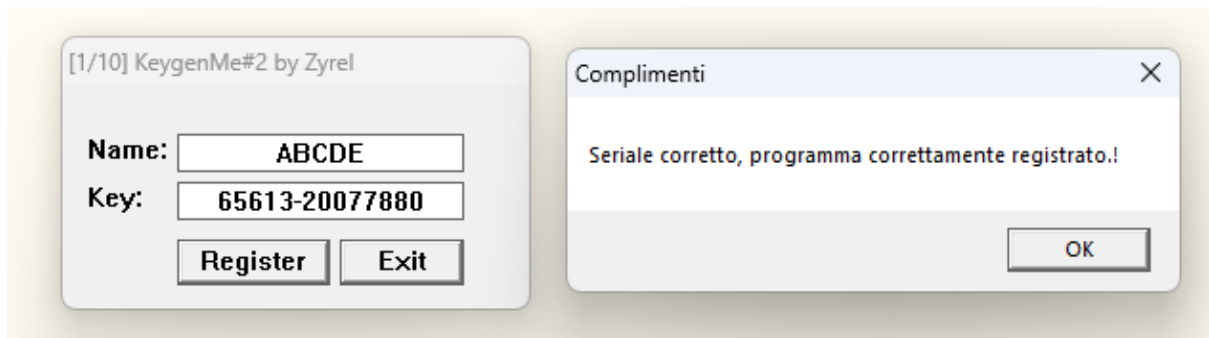 [1/10] KeygenMe#2 by Zyrel
Name: ABCDE
Key: 65613-20077880
Register Exit
Complimenti
Seriale corretto, programma correttamente registrato.!
OK